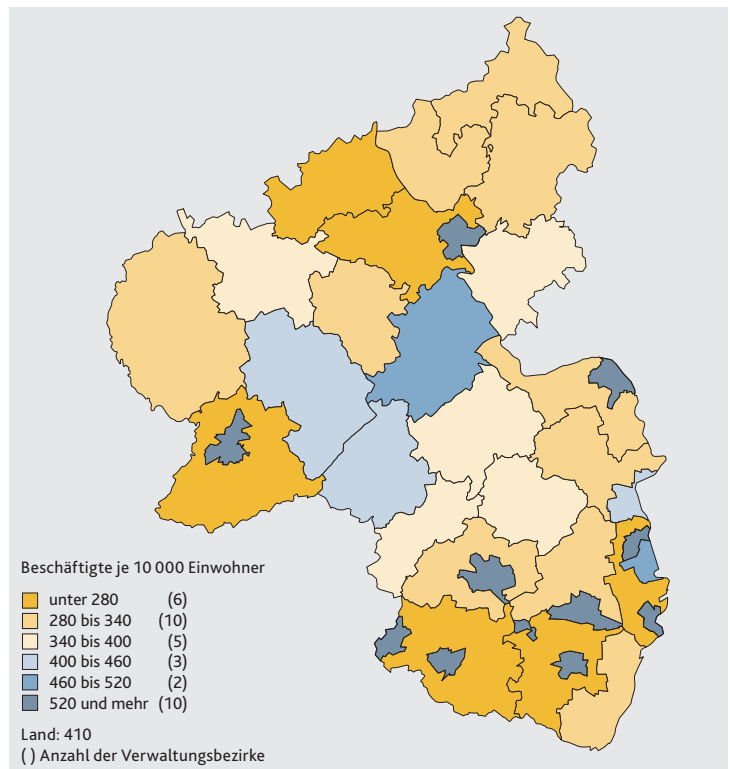 Beschäftigte je 10 000 Einwohner
unter 280 (6)
280 bis 340 (10)
340 bis 400 (5)
400 bis 460 (3)
460 bis 520 (2)
520 und mehr (10)
Land: 410
( ) Anzahl der Verwaltungsbezirke